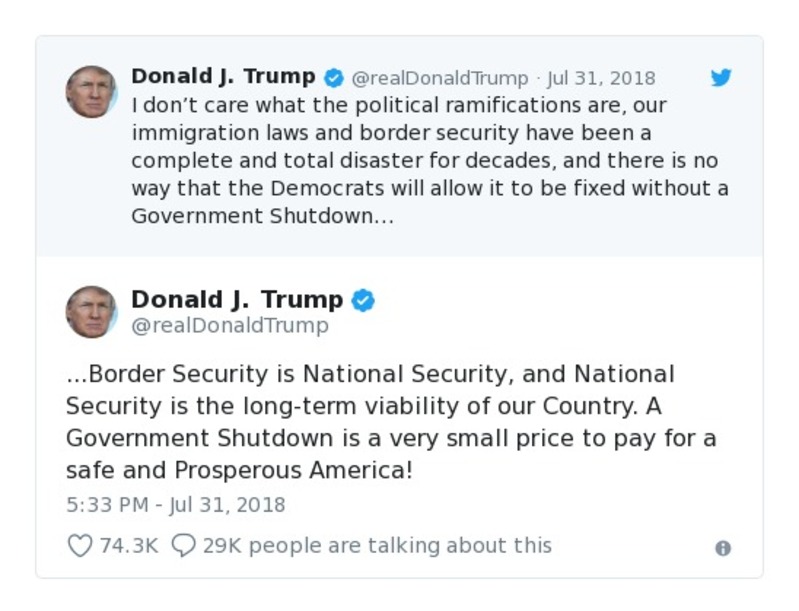 Donald J. Trump @realDonaldTrump · Jul 31, 2018
I don’t care what the political ramifications are, our
immigration laws and border security have been a
complete and total disaster for decades, and there is no
way that the Democrats will allow it to be fixed without a
Government Shutdown…
Donald J. Trump
@realDonaldTrump
...Border Security is National Security, and National
Security is the long-term viability of our Country. A
Government Shutdown is a very small price to pay for a
safe and Prosperous America!
5:33 PM - Jul 31, 2018
74.3K 29K people are talking about this